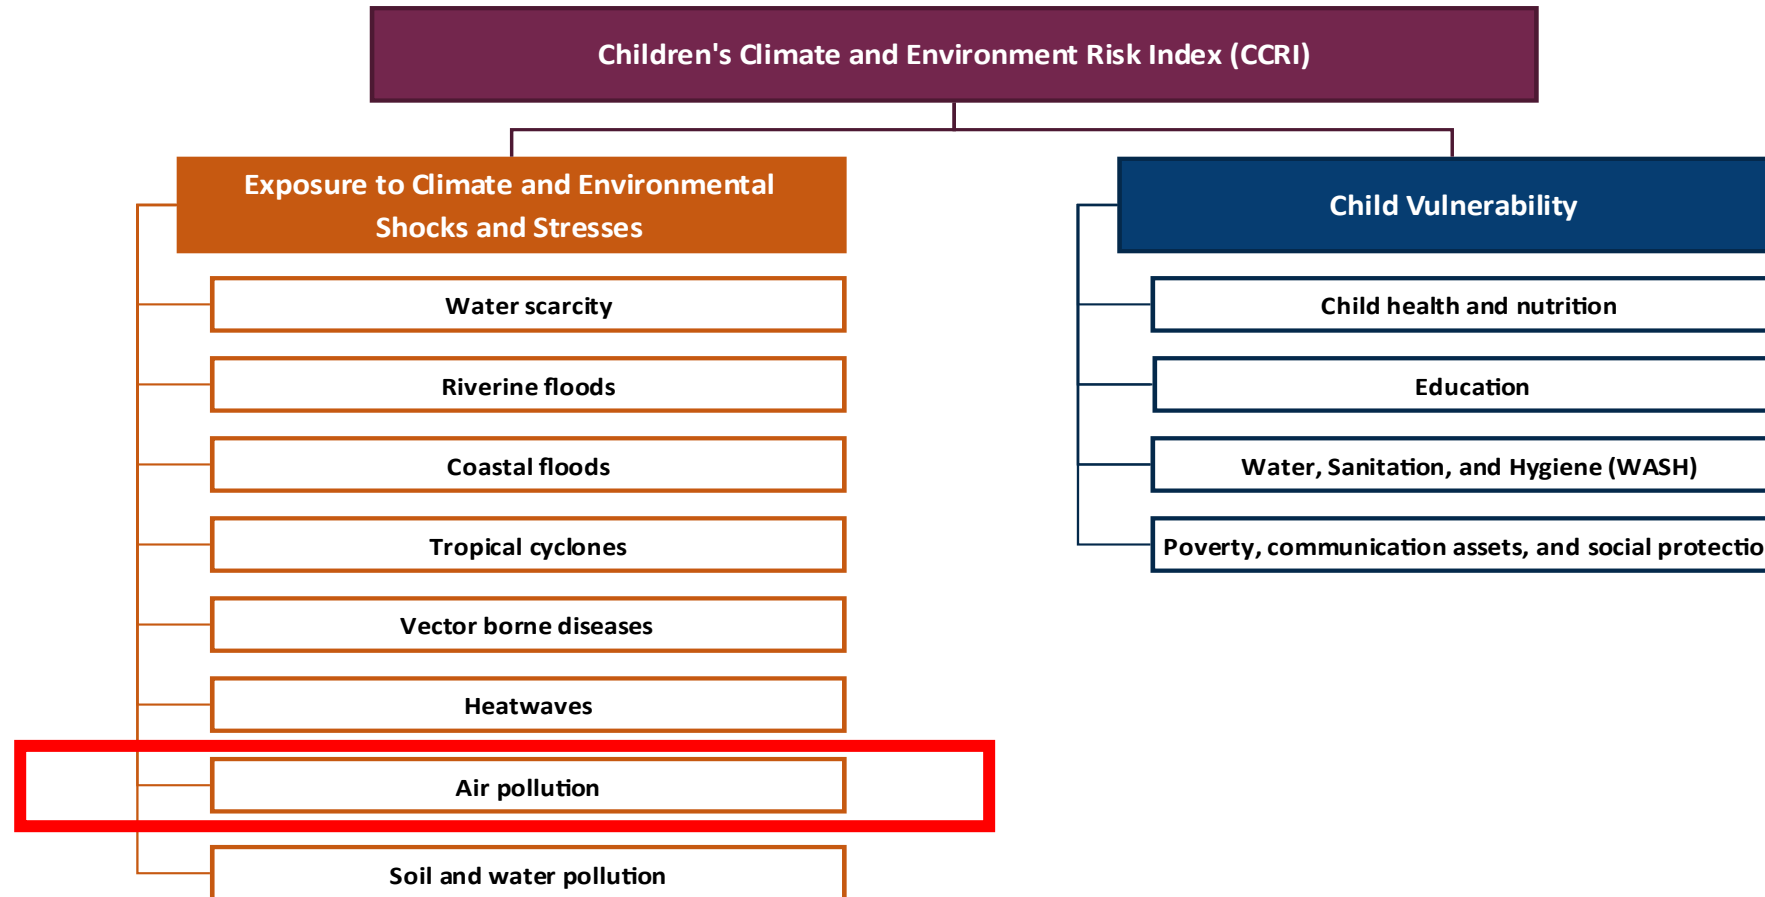 Children's Climate and Environment Risk Index (CCRI)
Exposure to Climate and Environmental
Shocks and Stresses
Water scarcity
Riverine floods
Coastal floods
Tropical cyclones
Vector borne diseases
Heatwaves
Air pollution
Soil and water pollution
Child Vulnerability
Child health and nutrition
Education
Water, Sanitation, and Hygiene (WASH)
Poverty, communication assets, and social protectio